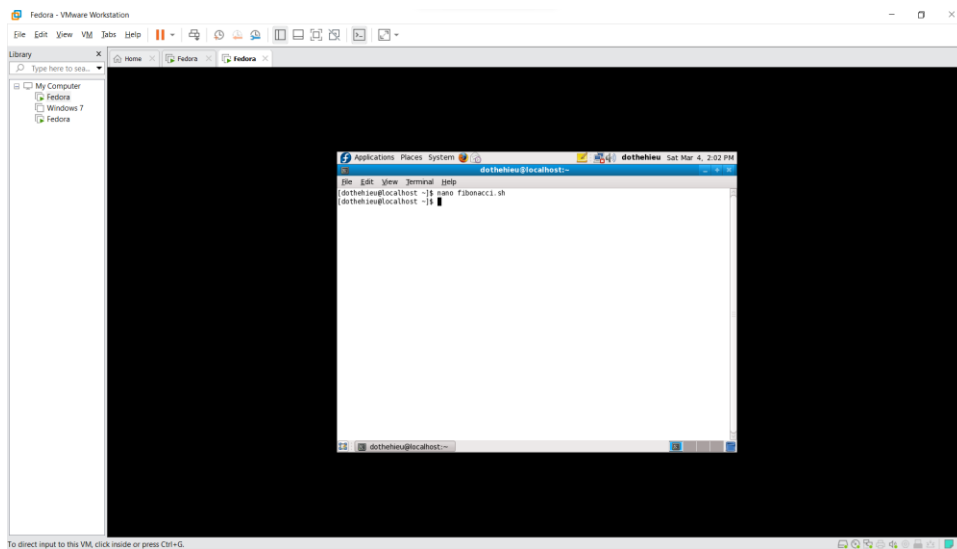 Fedora - VMware Workstation
File Edit View VM Tabs Help
Library
Type here to sea...
Home
Fedora
Fedora
My Computer
Fedora
Windows 7
Fedora
Applications Places System
dothehieu Sat Mar 4, 2:02 PM
dothehieu@localhost:~
File Edit View Terminal Help
[dothehieu@localhost ~]$ nano fibonacci.sh
[dothehieu@localhost ~]$
dothehieu@localhost:~
To direct input to this VM, click inside or press Ctrl+G.